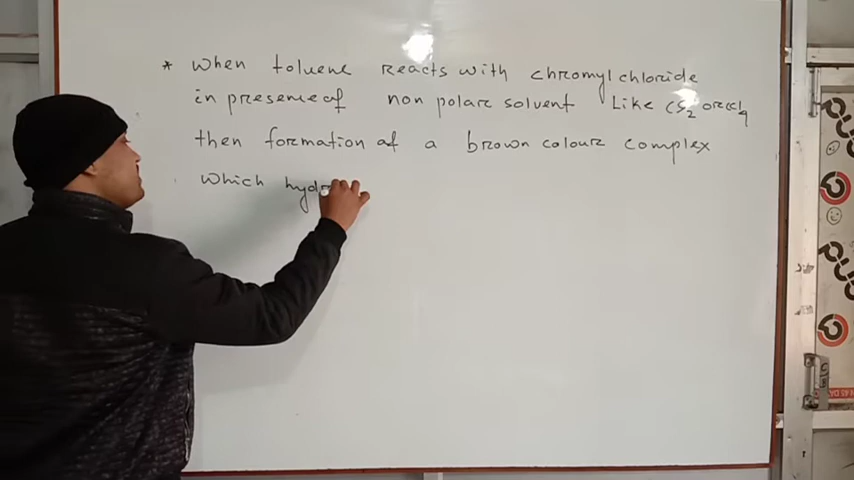 * When toluene reacts with chromyl chloride
in presence of non polar solvent Like CS2 or CCl4
then formation of a brown colour complex
which hydr